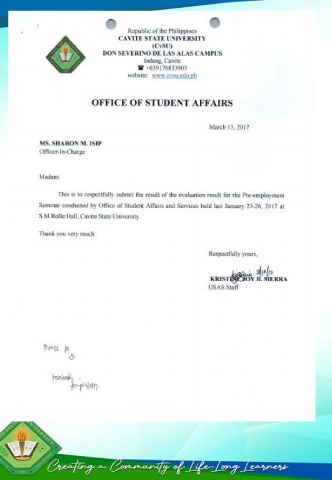 Republic of the Philippines
CAVITE STATE UNIVERSITY
(CvSU)
DON SEVERINO DE LAS ALAS CAMPUS
Indang, Cavite
☎ +639176833905
website: www.cvsu.edu.ph
OFFICE OF STUDENT AFFAIRS
March 13, 2017
MS. SHARON M. ISIP
Officer-In-Charge
Madam:
This is to respectfully submit the result of the evaluation result for the Pre-employment
Seminar conducted by Office of Student Affairs and Services held last January 23-26, 2017 at
S.M Rolle Hall, Cavite State University.
Thank you very much.
Respectfully yours,
KRISTINE JOY B. SIERRA
OSAS Staff
Creating a Community of Life-Long Learners